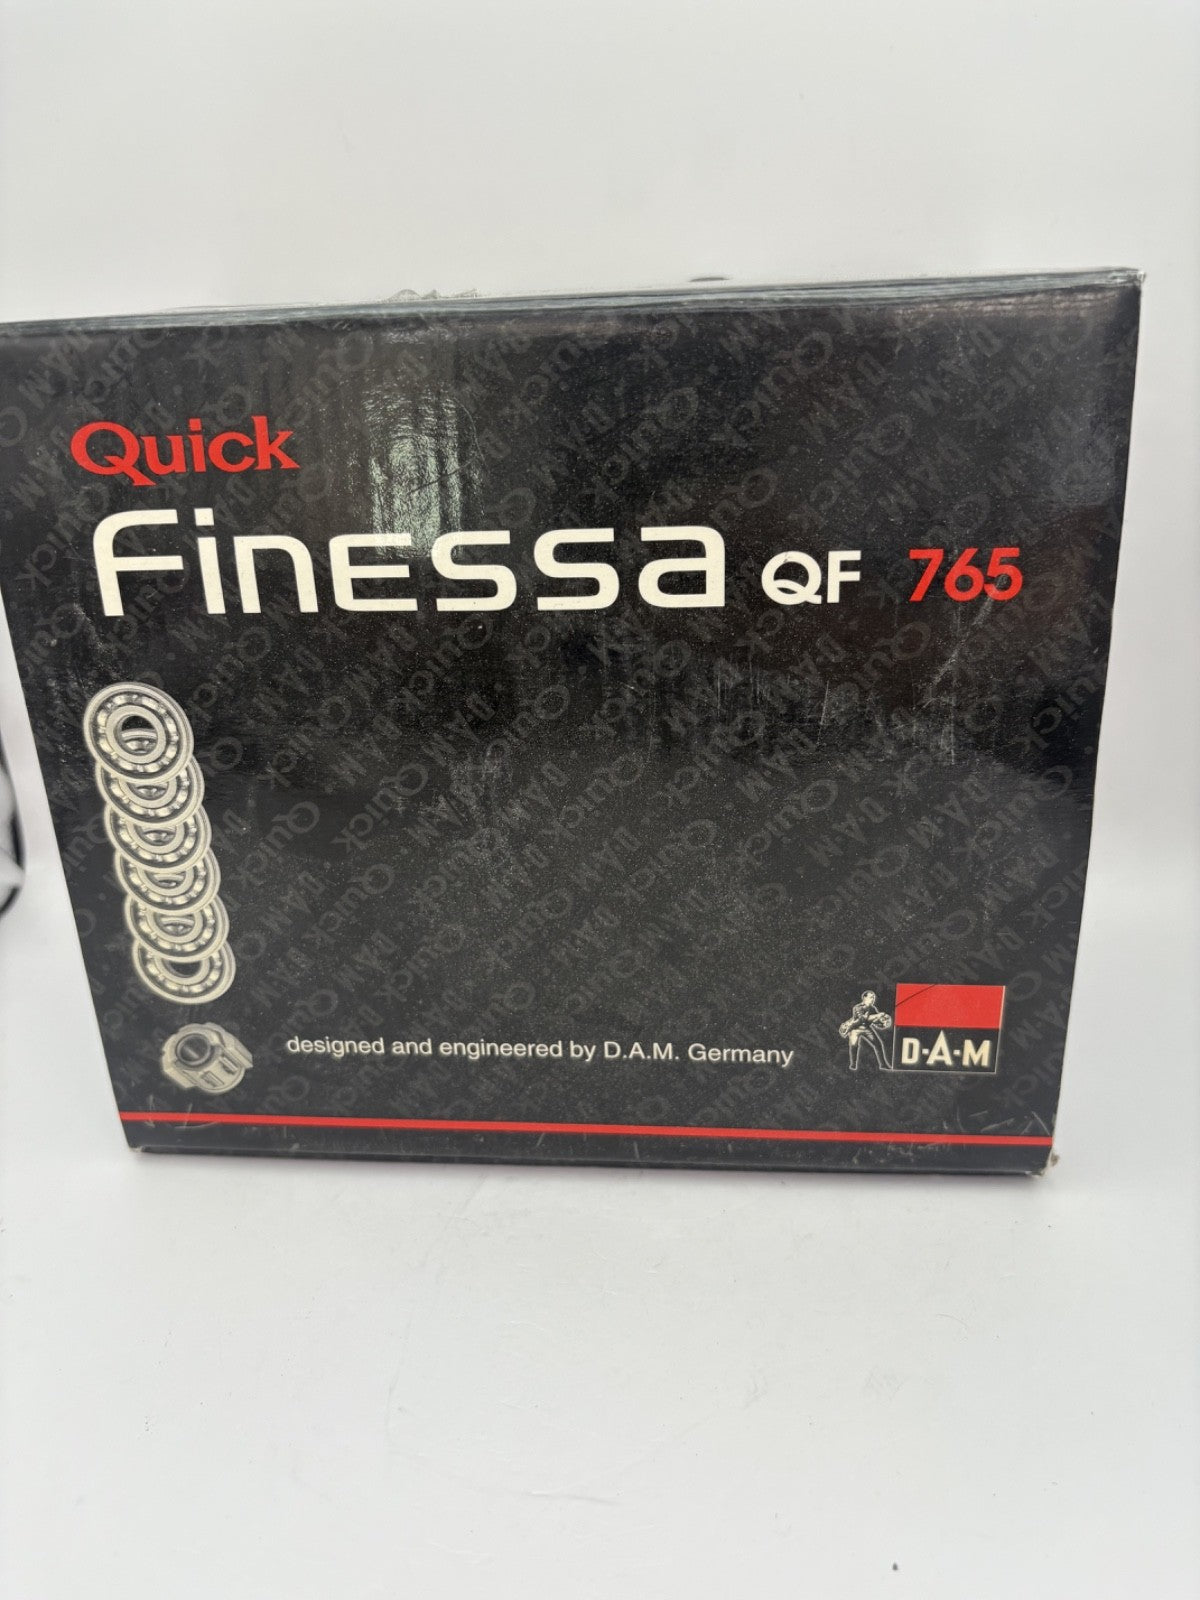 Quick
Finessa QF 765
designed and engineered by D.A.M. Germany
D·A·M